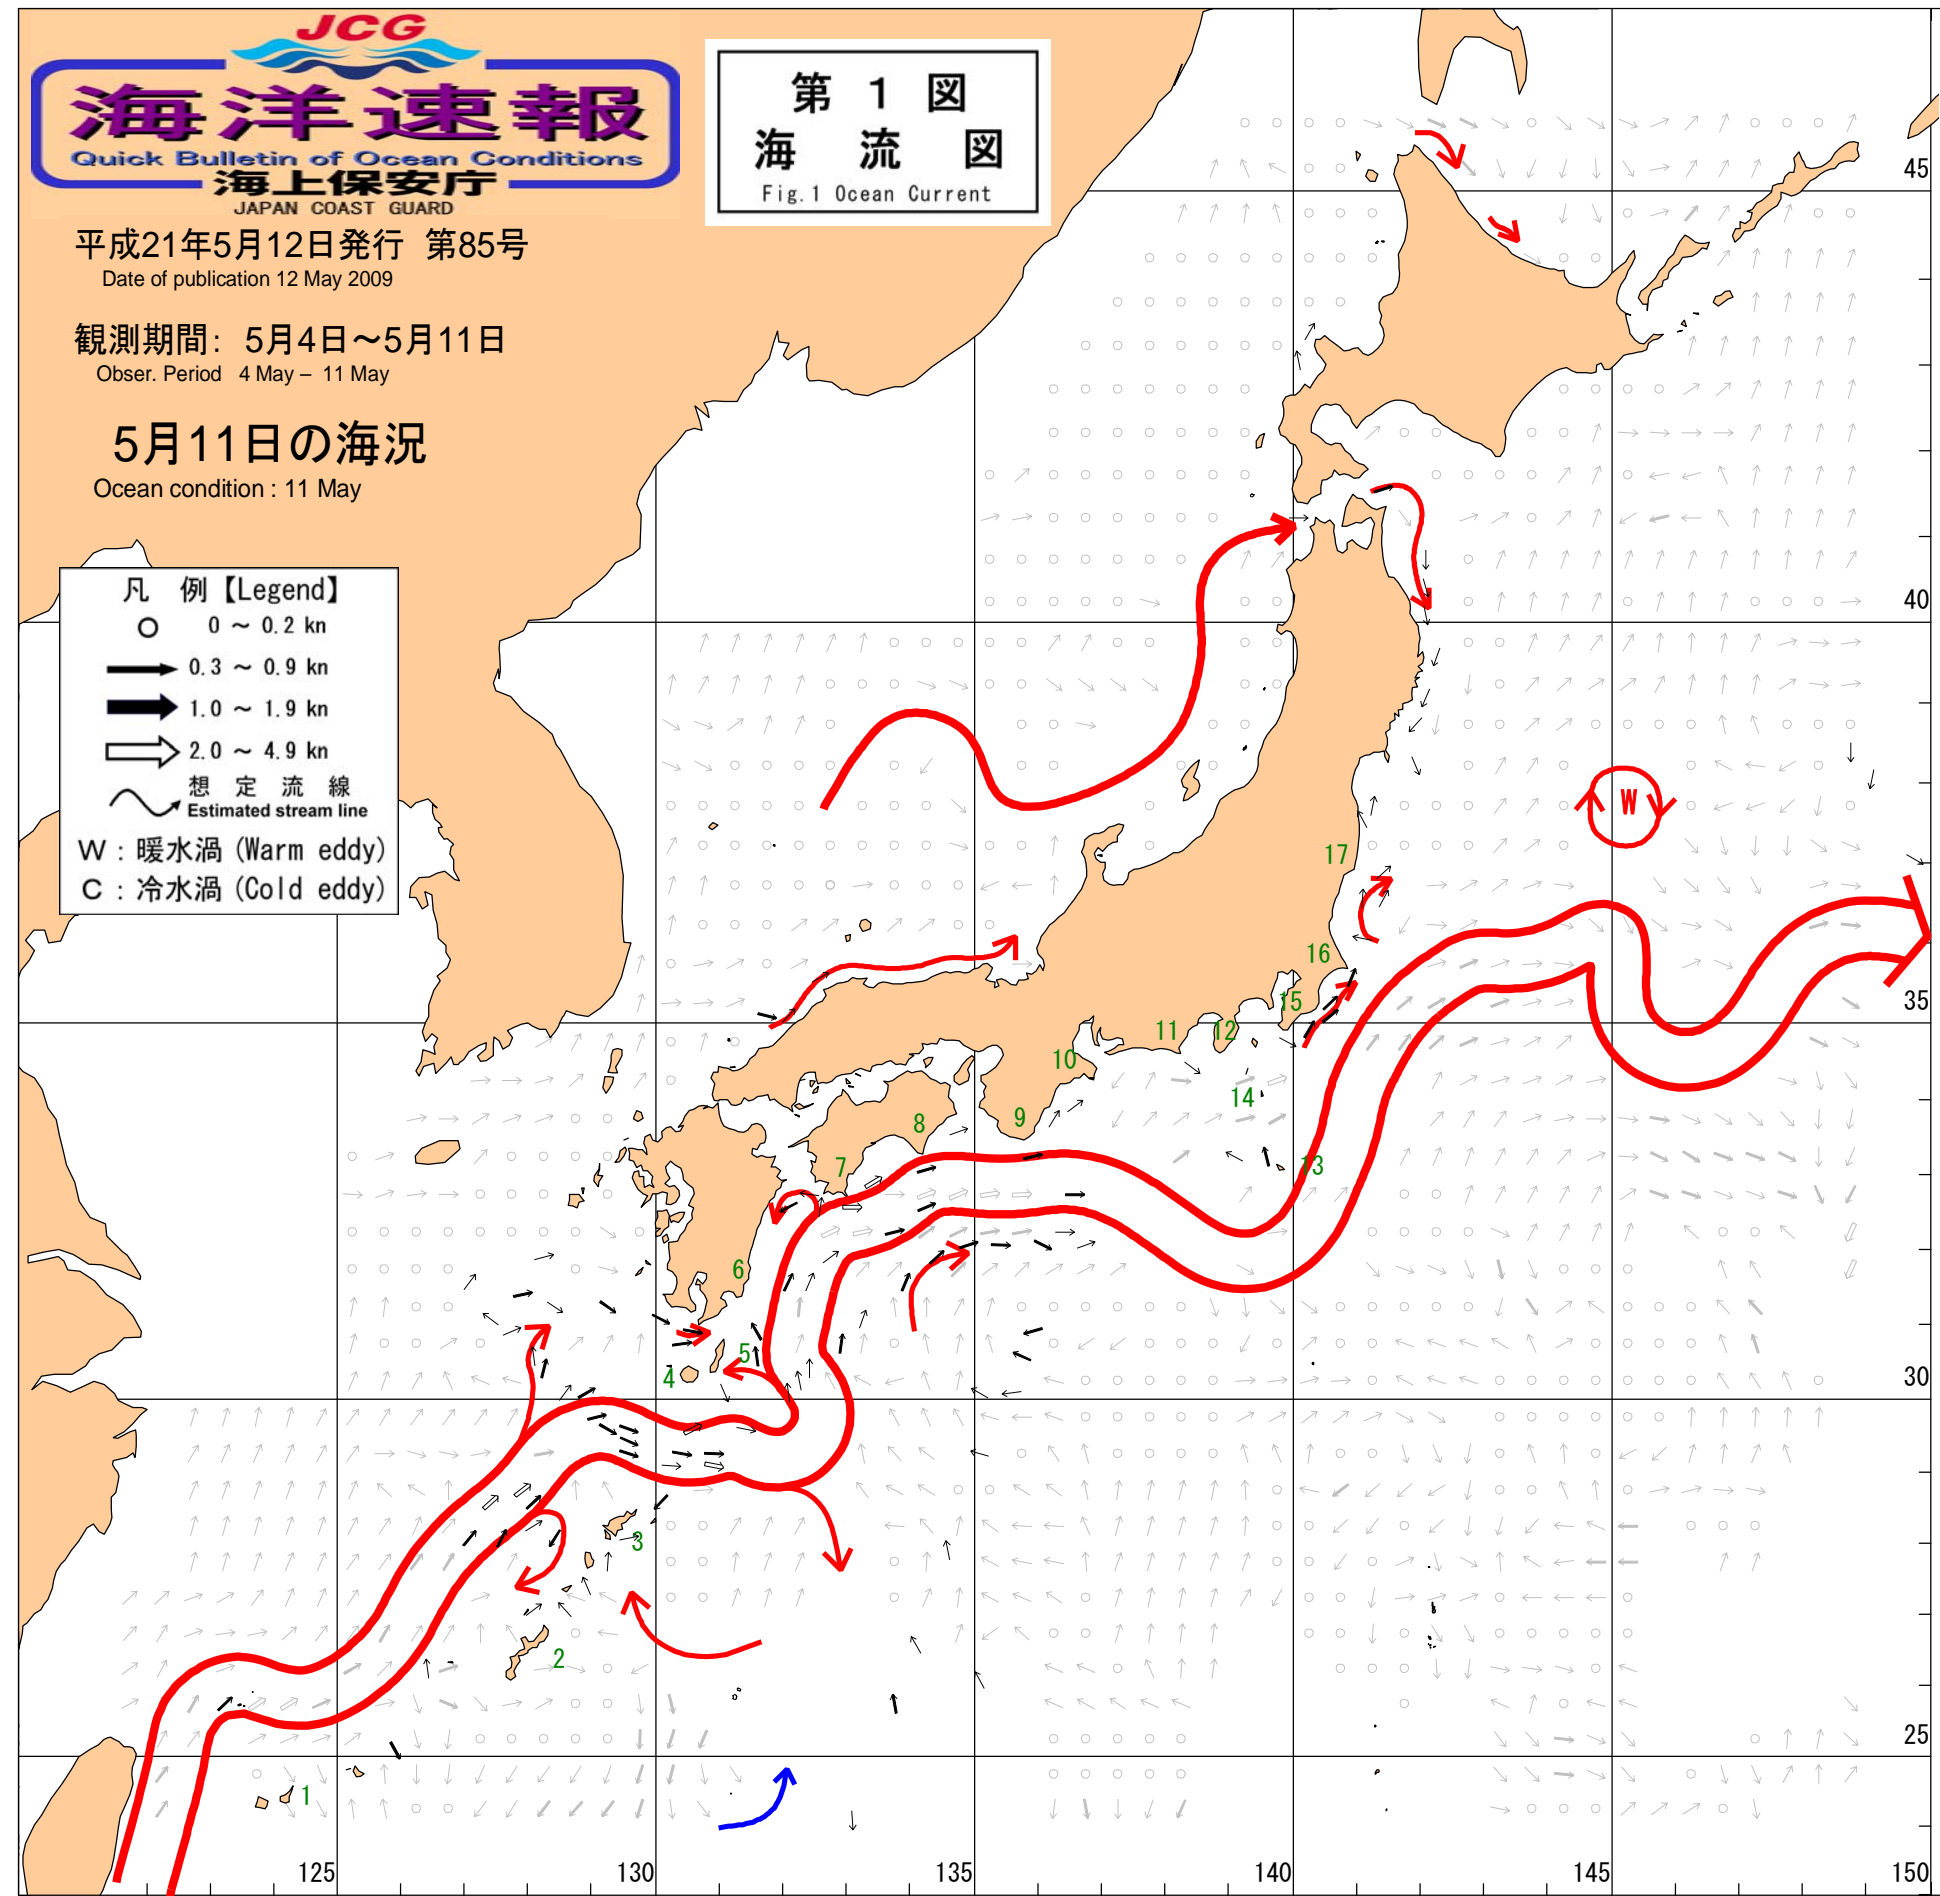 JCG
海洋速報
Quick Bulletin of Ocean Conditions
海上保安庁
JAPAN COAST GUARD
第 1 図
海 流 図
Fig.1 Ocean Current
平成21年5月12日発行 第85号
Date of publication 12 May 2009
観測期間: 5月4日～5月11日
Obser. Period 4 May – 11 May
5月11日の海況
Ocean condition : 11 May
凡 例【Legend】
0 ～ 0.2 kn
0.3 ～ 0.9 kn
1.0 ～ 1.9 kn
2.0 ～ 4.9 kn
想 定 流 線
Estimated stream line
W : 暖水渦 (Warm eddy)
C : 冷水渦 (Cold eddy)
45
40
W
17
16
35
15
12
11
10
14
9
8
7
13
6
5
4
30
3
2
25
1
125
130
135
140
145
150